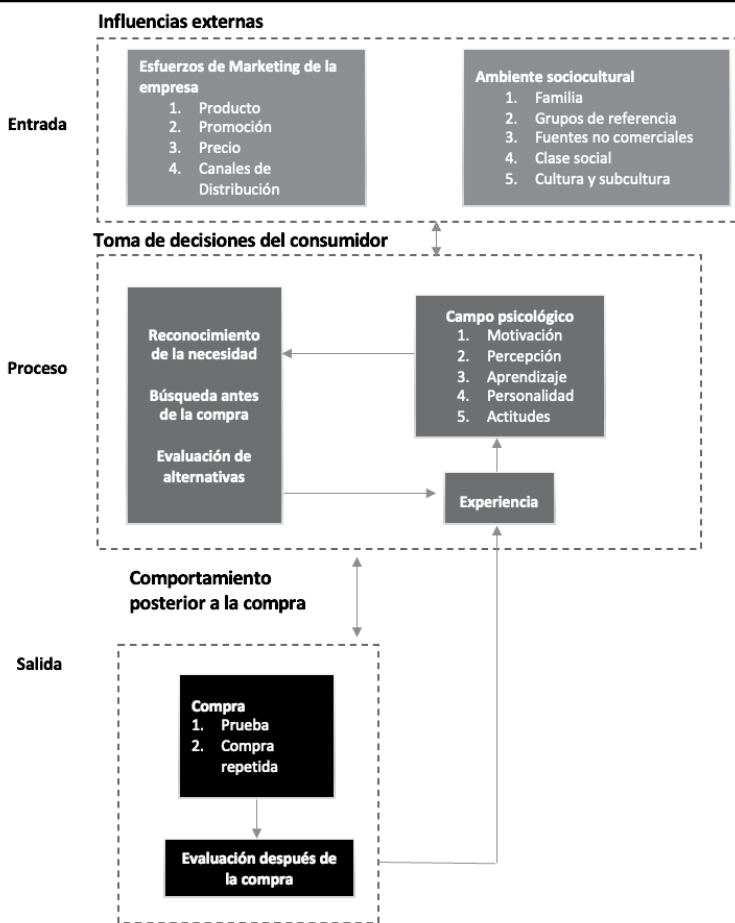 Influencias externas
Entrada
Esfuerzos de Marketing de la
empresa
1. Producto
2. Promoción
3. Precio
4. Canales de
Distribución
Ambiente sociocultural
1. Familia
2. Grupos de referencia
3. Fuentes no comerciales
4. Clase social
5. Cultura y subcultura
Toma de decisiones del consumidor
Proceso
Reconocimiento
de la necesidad
Búsqueda antes
de la compra
Evaluación de
alternativas
Campo psicológico
1. Motivación
2. Percepción
3. Aprendizaje
4. Personalidad
5. Actitudes
Experiencia
Comportamiento
posterior a la compra
Salida
Compra
1. Prueba
2. Compra
repetida
Evaluación después de
la compra